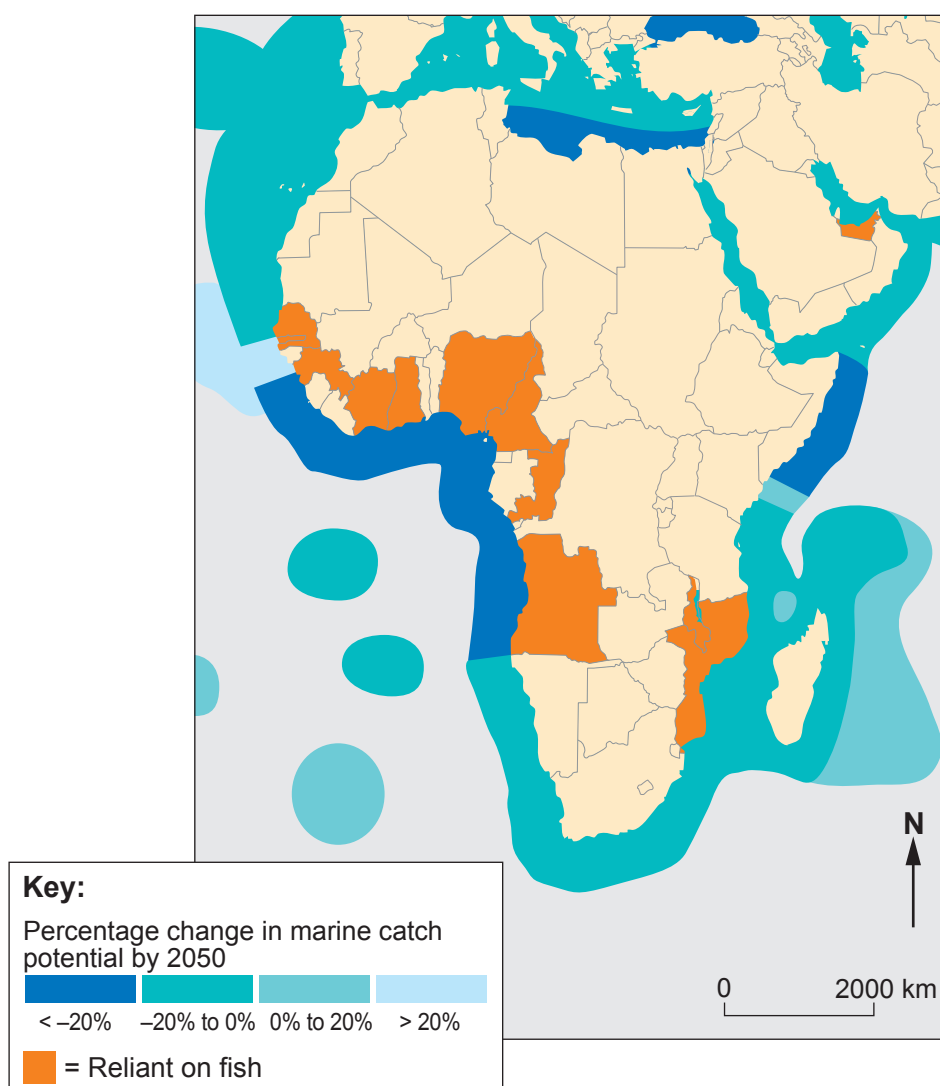 N
0 2000 km
Key:
Percentage change in marine catch
potential by 2050
< –20% –20% to 0% 0% to 20% > 20%
= Reliant on fish